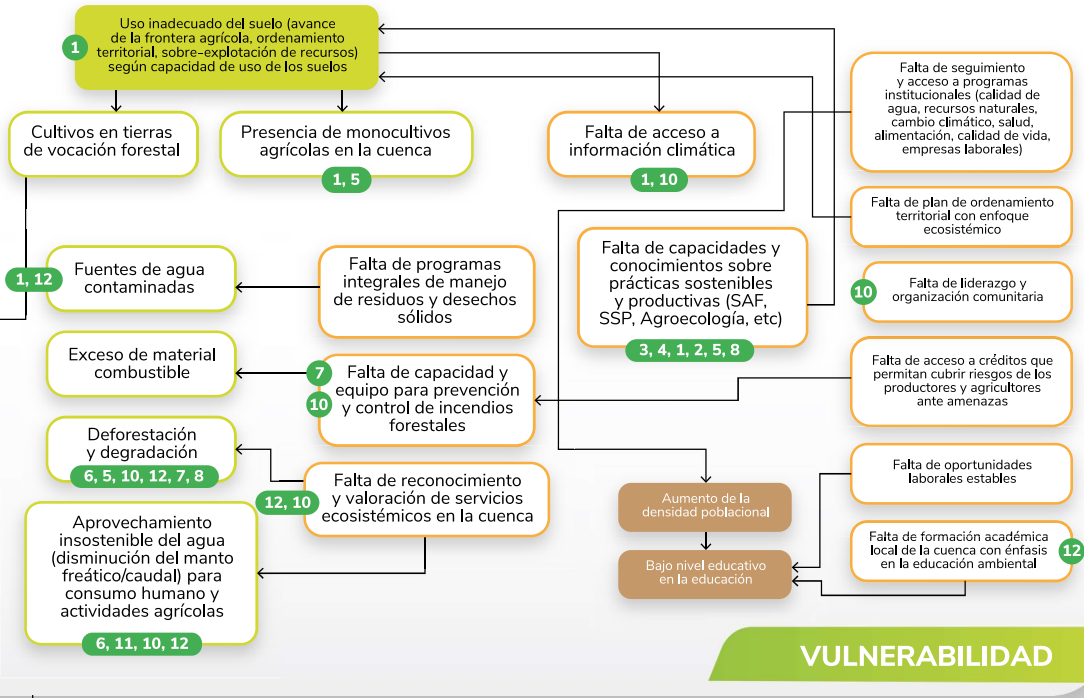 Uso inadecuado del suelo (avance
de la frontera agrícola, ordenamiento
territorial, sobre-explotación de recursos)
según capacidad de uso de los suelos
1
Cultivos en tierras
de vocación forestal
Presencia de monocultivos
agrícolas en la cuenca
1, 5
Falta de acceso a
información climática
1, 10
Falta de seguimiento
y acceso a programas
institucionales (calidad de
agua, recursos naturales,
cambio climático, salud,
alimentación, calidad de vida,
empresas laborales)
Falta de plan de ordenamiento
territorial con enfoque
ecosistémico
1, 12
Fuentes de agua
contaminadas
Falta de programas
integrales de manejo
de residuos y desechos
sólidos
Falta de capacidades y
conocimientos sobre
prácticas sostenibles
y productivas (SAF,
SSP, Agroecología, etc)
3, 4, 1, 2, 5, 8
10
Falta de liderazgo y
organización comunitaria
Exceso de material
combustible
7
10
Falta de capacidad y
equipo para prevención
y control de incendios
forestales
Falta de acceso a créditos que
permitan cubrir riesgos de los
productores y agricultores
ante amenazas
Deforestación
y degradación
6, 5, 10, 12, 7, 8
12, 10
Falta de reconocimiento
y valoración de servicios
ecosistémicos en la cuenca
Aumento de la
densidad poblacional
Falta de oportunidades
laborales estables
Aprovechamiento
insostenible del agua
(disminución del manto
freático/caudal) para
consumo humano y
actividades agrícolas
6, 11, 10, 12
Bajo nivel educativo
en la educación
Falta de formación académica
local de la cuenca con énfasis
en la educación ambiental
12
VULNERABILIDAD